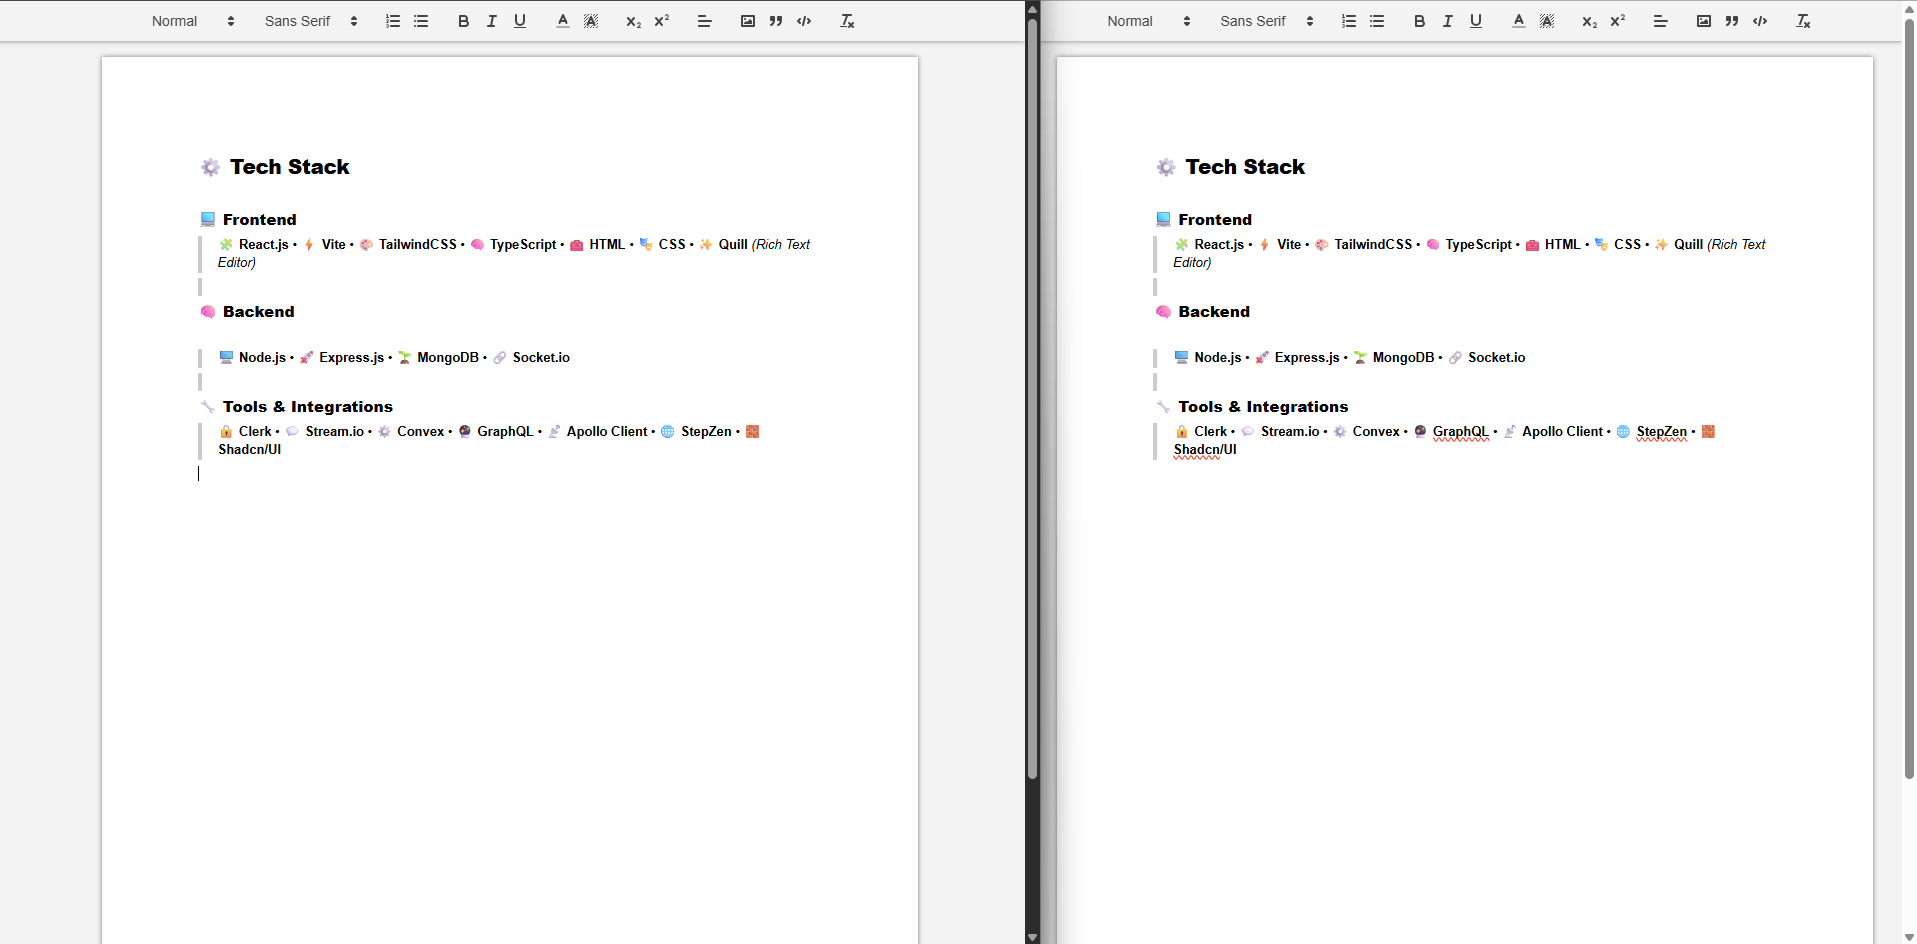 Normal Sans Serif
⚙️ Tech Stack
💻 Frontend
🧩 React.js • ⚡ Vite • 🎨 TailwindCSS • 🧠 TypeScript • 🧰 HTML • 🎭 CSS • ✨ Quill (Rich Text
Editor)
🧠 Backend
🖥️ Node.js • 🚀 Express.js • 🌱 MongoDB • 🔗 Socket.io
🔧 Tools & Integrations
🔒 Clerk • 💬 Stream.io • ⚙️ Convex • 🔮 GraphQL • 📡 Apollo Client • 🌐 StepZen • 🧱
Shadcn/UI
Normal Sans Serif
⚙️ Tech Stack
💻 Frontend
🧩 React.js • ⚡ Vite • 🎨 TailwindCSS • 🧠 TypeScript • 🧰 HTML • 🎭 CSS • ✨ Quill (Rich Text
Editor)
🧠 Backend
🖥️ Node.js • 🚀 Express.js • 🌱 MongoDB • 🔗 Socket.io
🔧 Tools & Integrations
🔒 Clerk • 💬 Stream.io • ⚙️ Convex • 🔮 GraphQL • 📡 Apollo Client • 🌐 StepZen • 🧱
Shadcn/UI